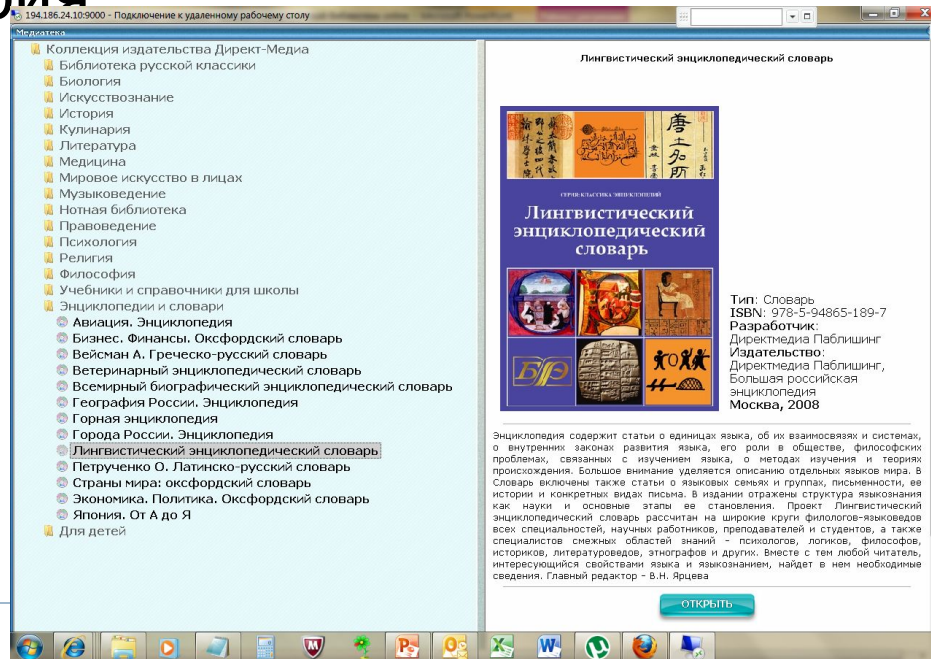 194.186.24.10:9000 - Подключение к удаленному рабочему столу
Медиатека
Коллекция издательства Директ-Медиа
Библиотека русской классики
Биология
Искусствознание
История
Кулинария
Литература
Медицина
Мировое искусство в лицах
Музыковедение
Нотная библиотека
Правоведение
Психология
Религия
Философия
Учебники и справочники для школы
Энциклопедии и словари
Авиация. Энциклопедия
Бизнес. Финансы. Оксфордский словарь
Вейсман А. Греческо-русский словарь
Ветеринарный энциклопедический словарь
Всемирный биографический энциклопедический словарь
География России. Энциклопедия
Горная энциклопедия
Города России. Энциклопедия
Лингвистический энциклопедический словарь
Петрученко О. Латинско-русский словарь
Страны мира: оксфордский словарь
Экономика. Политика. Оксфордский словарь
Япония. От А до Я
Для детей
Лингвистический энциклопедический словарь
СЕРИЯ: КЛАССИКА ЭНЦИКЛОПЕДИЙ
Лингвистический
энциклопедический
словарь
Тип: Словарь
ISBN: 978-5-94865-189-7
Разработчик:
Директмедиа Паблишинг
Издательство:
Директмедиа Паблишинг,
Большая российская
энциклопедия
Москва, 2008
Энциклопедия содержит статьи о единицах языка, об их взаимосвязях и системах,
о внутренних законах развития языка, его роли в обществе, философских
проблемах, связанных с изучением языка, о методах изучения и теориях
происхождения. Большое внимание уделяется описанию отдельных языков мира. В
Словарь включены также статьи о языковых семьях и группах, письменности, ее
истории и конкретных видах письма. В издании отражены структура языкознания
как науки и основные этапы ее становления. Проект Лингвистический
энциклопедический словарь рассчитан на широкие круги филологов-языковедов
всех специальностей, научных работников, преподавателей и студентов, а также
специалистов смежных областей знаний - психологов, логиков, философов,
историков, литературоведов, этнографов и других. Вместе с тем любой читатель,
интересующийся свойствами языка и языкознанием, найдет в нем необходимые
сведения. Главный редактор - В.Н. Ярцева
ОТКРЫТЬ